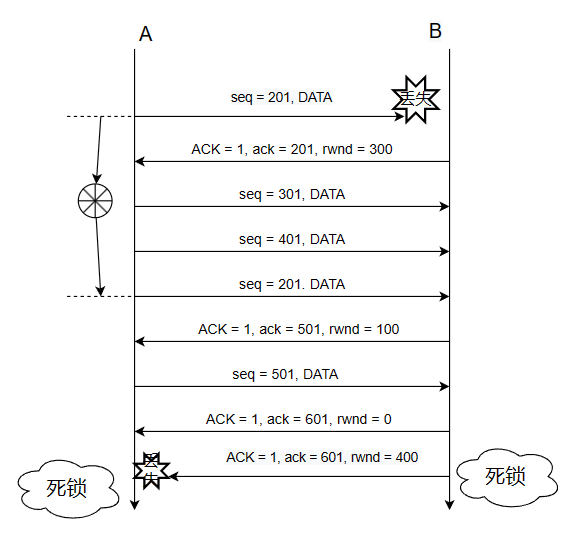 A
B
seq = 201, DATA
丢失
ACK = 1, ack = 201, rwnd = 300
seq = 301, DATA
seq = 401, DATA
seq = 201. DATA
ACK = 1, ack = 501, rwnd = 100
seq = 501, DATA
ACK = 1, ack = 601, rwnd = 0
ACK = 1, ack = 601, rwnd = 400
丢
失
死锁
死锁